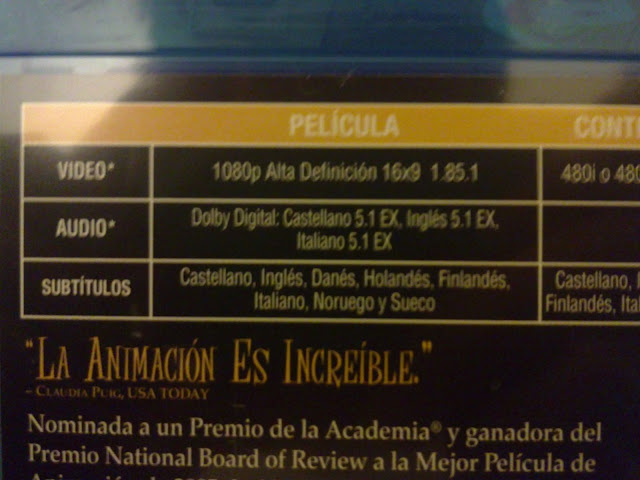 PELÍCULA
VIDEO*
1080p Alta Definición 16x9 1.85.1
480i o
AUDIO*
Dolby Digital: Castellano 5.1 EX, Inglés 5.1 EX,
Italiano 5.1 EX
SUBTÍTULOS
Castellano, Inglés, Danés, Holandés, Finlandés,
Italiano, Noruego y Sueco
Castellano,
Finlandés,
"LA ANIMACIÓN ES INCREÍBLE."
– CLAUDIA PUIG, USA TODAY
Nominada a un Premio de la Academia® y ganadora del
Premio National Board of Review a la Mejor Película de